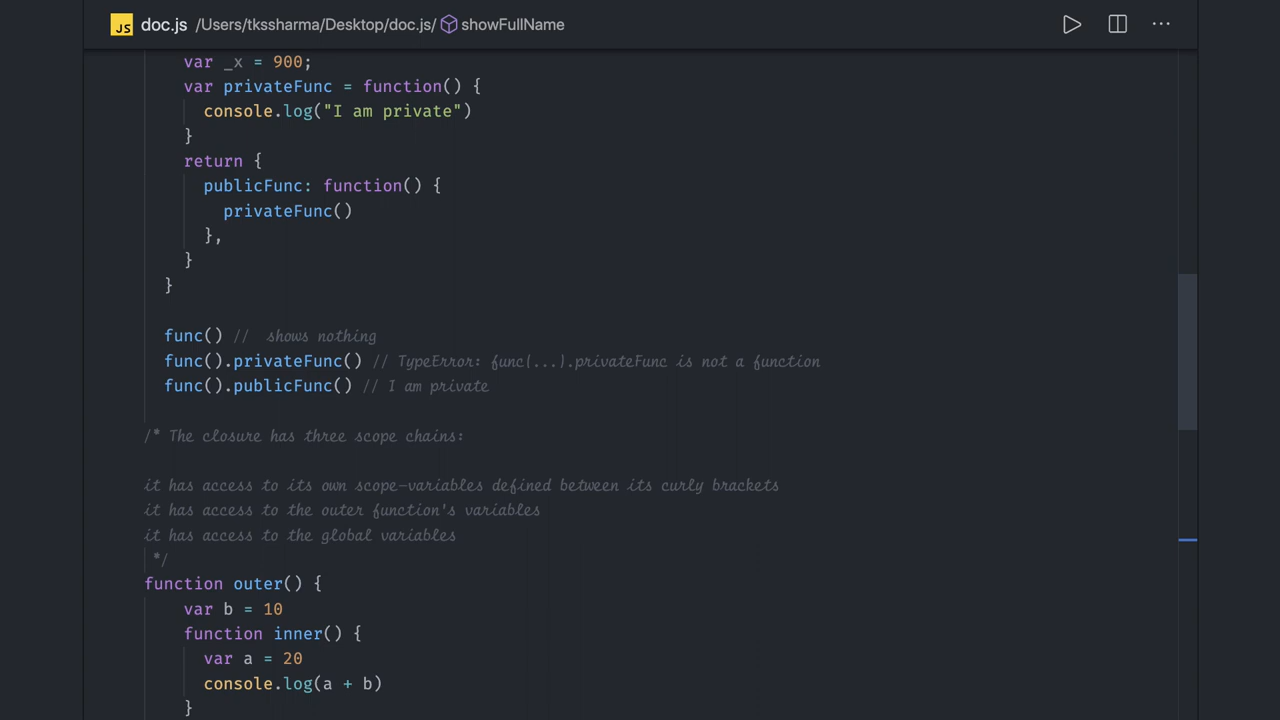 JS doc.js /Users/tkssharma/Desktop/doc.js/ showFullName
var _x = 900;
var privateFunc = function() {
console.log("I am private")
}
return {
publicFunc: function() {
privateFunc()
},
}
}
func() //  shows nothing
func().privateFunc() // TypeError: func(...).privateFunc is not a function
func().publicFunc() // I am private
/* The closure has three scope chains:
it has access to its own scope-variables defined between its curly brackets
it has access to the outer function's variables
it has access to the global variables
*/
function outer() {
var b = 10
function inner() {
var a = 20
console.log(a + b)
}